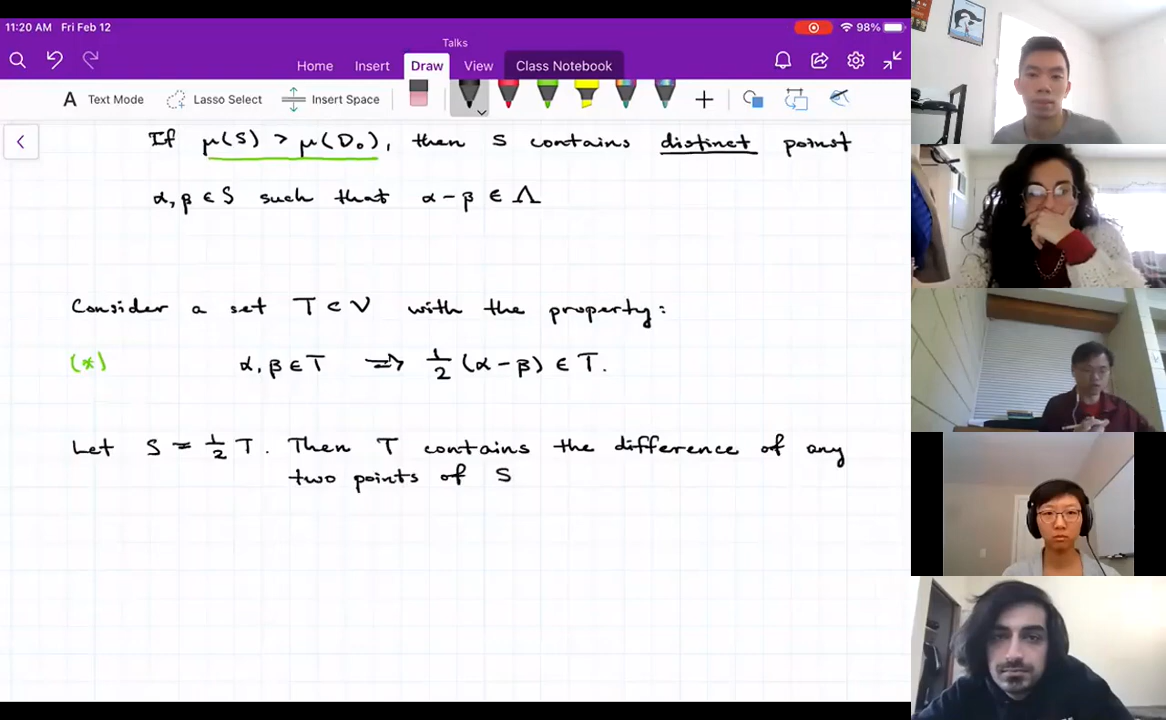 11:20 AM Fri Feb 12
98%
Talks
Home Insert Draw View Class Notebook
A Text Mode Lasso Select Insert Space
If μ(S) > μ(D₀), then S contains distinct poinst
α, β ∈ S such that α - β ∈ Λ
Consider a set T ⊂ V with the property:
(*) α, β ∈ T ⟹ 1/2 (α - β) ∈ T.
Let S = 1/2 T. Then T contains the difference of any
two points of S